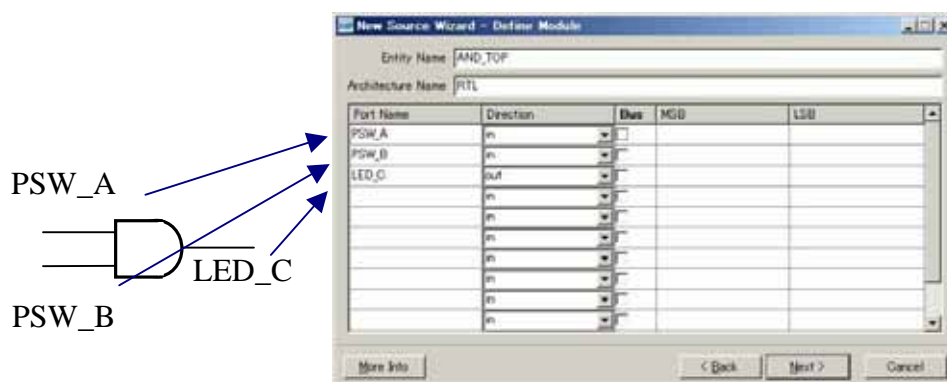 New Source Wizard - Define Module
Entity Name AND_TOP
Architecture Name RTL
Port Name Direction Bus MSB LSB
PSW_A in
PSW_B in
LED_C out
in
in
in
in
in
in
in
More Info < Back Next > Cancel
PSW_A
LED_C
PSW_B